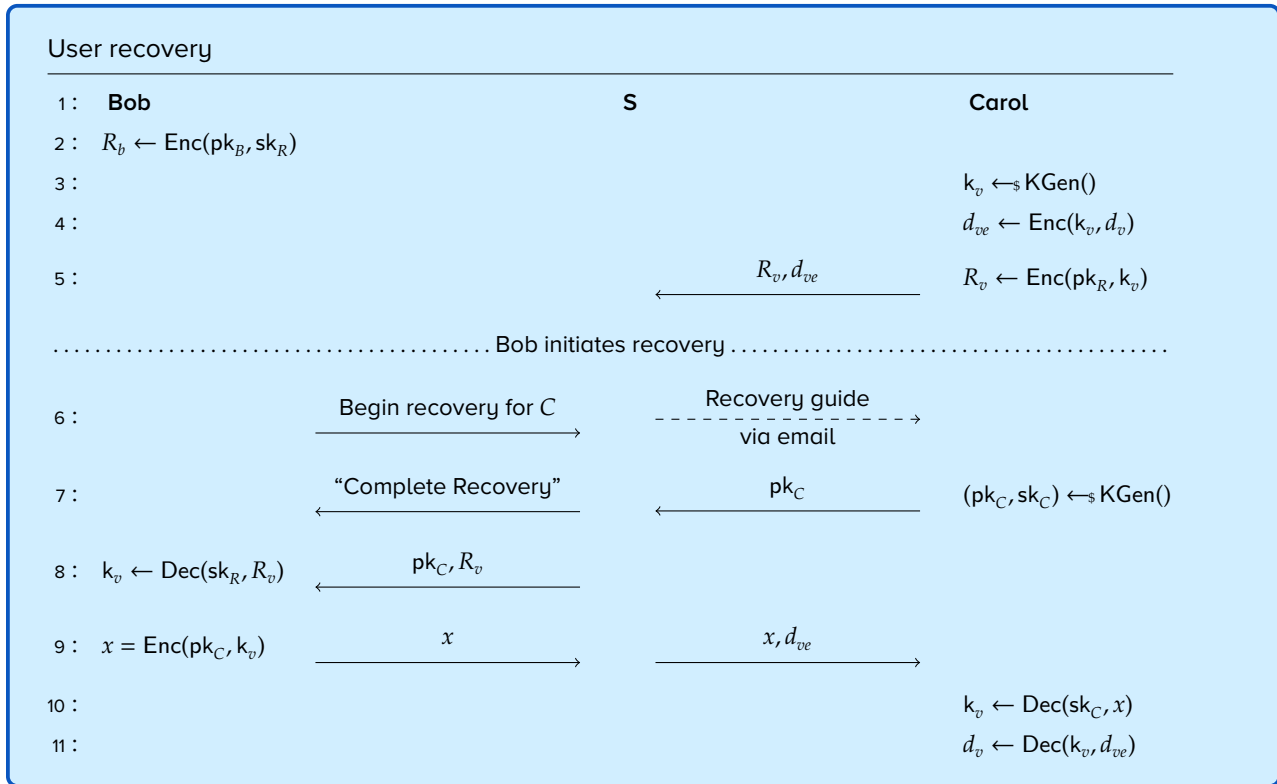 User recovery
1 : Bob S Carol
2 : R_b ← Enc(pk_B, sk_R)
3 : k_v ←$ KGen()
4 : d_ve ← Enc(k_v, d_v)
5 : R_v, d_ve R_v ← Enc(pk_R, k_v)
Bob initiates recovery
6 : Begin recovery for C Recovery guide
via email
7 : “Complete Recovery” pk_C (pk_C, sk_C) ←$ KGen()
8 : k_v ← Dec(sk_R, R_v) pk_C, R_v
9 : x = Enc(pk_C, k_v) x x, d_ve
10 : k_v ← Dec(sk_C, x)
11 : d_v ← Dec(k_v, d_ve)